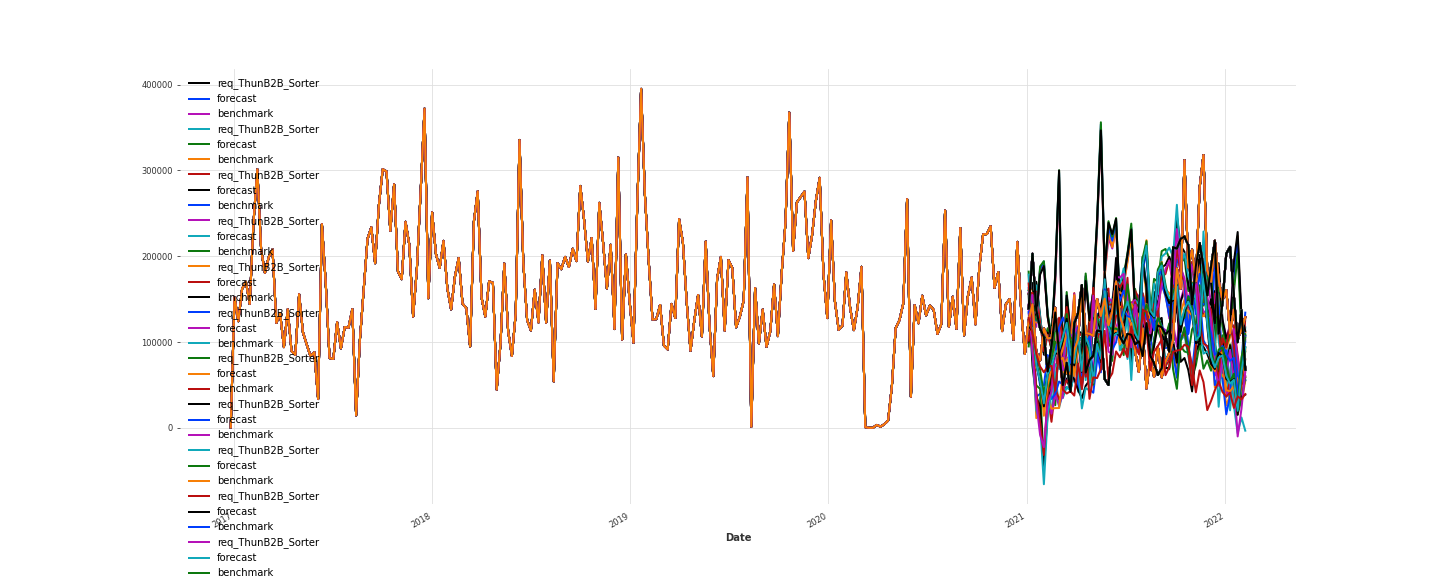 400000
300000
200000
100000
0
req_ThunB2B_Sorter
forecast
benchmark
req_ThunB2B_Sorter
forecast
benchmark
req_ThunB2B_Sorter
forecast
benchmark
req_ThunB2B_Sorter
forecast
benchmark
req_ThunB2B_Sorter
forecast
benchmark
req_ThunB2B_Sorter
forecast
benchmark
req_ThunB2B_Sorter
forecast
benchmark
req_ThunB2B_Sorter
forecast
benchmark
req_ThunB2B_Sorter
forecast
benchmark
req_ThunB2B_Sorter
forecast
benchmark
req_ThunB2B_Sorter
forecast
benchmark
2017
2018
2019
2020
2021
2022
Date